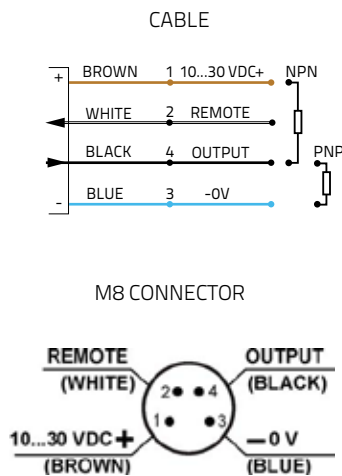 CABLE
+ BROWN 1 10...30 VDC+ NPN
WHITE 2 REMOTE
BLACK 4 OUTPUT PNP
- BLUE 3 -0V
M8 CONNECTOR
REMOTE OUTPUT
(WHITE) 2 4 (BLACK)
1 3
10...30 VDC + – 0 V
(BROWN) (BLUE)